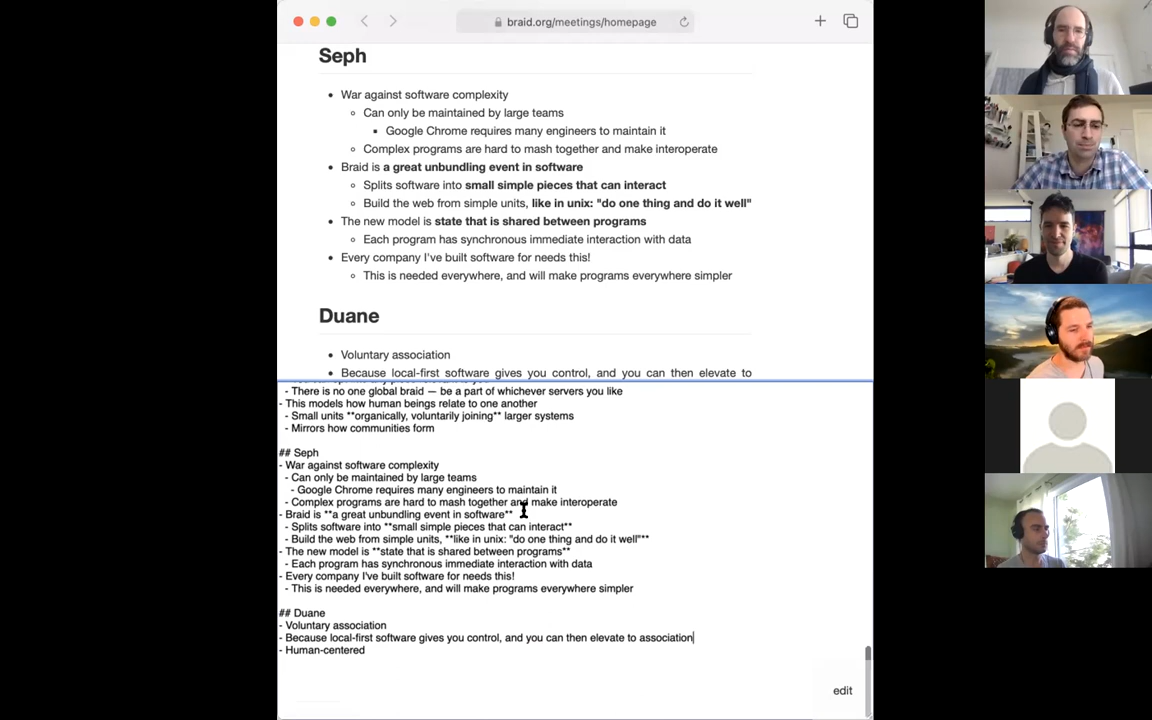 braid.org/meetings/homepage
Seph
• War against software complexity
◦ Can only be maintained by large teams
▪ Google Chrome requires many engineers to maintain it
◦ Complex programs are hard to mash together and make interoperate
• Braid is a great unbundling event in software
◦ Splits software into small simple pieces that can interact
◦ Build the web from simple units, like in unix: "do one thing and do it well"
• The new model is state that is shared between programs
◦ Each program has synchronous immediate interaction with data
• Every company I've built software for needs this!
◦ This is needed everywhere, and will make programs everywhere simpler
Duane
• Voluntary association
• Because local-first software gives you control, and you can then elevate to
- There is no one global braid — be a part of whichever servers you like
- This models how human beings relate to one another
- Small units **organically, voluntarily joining** larger systems
- Mirrors how communities form
## Seph
- War against software complexity
- Can only be maintained by large teams
- Google Chrome requires many engineers to maintain it
- Complex programs are hard to mash together and make interoperate
- Braid is **a great unbundling event in software**
- Splits software into **small simple pieces that can interact**
- Build the web from simple units, **like in unix: "do one thing and do it well"**
- The new model is **state that is shared between programs**
- Each program has synchronous immediate interaction with data
- Every company I've built software for needs this!
- This is needed everywhere, and will make programs everywhere simpler
## Duane
- Voluntary association
- Because local-first software gives you control, and you can then elevate to association
- Human-centered
edit